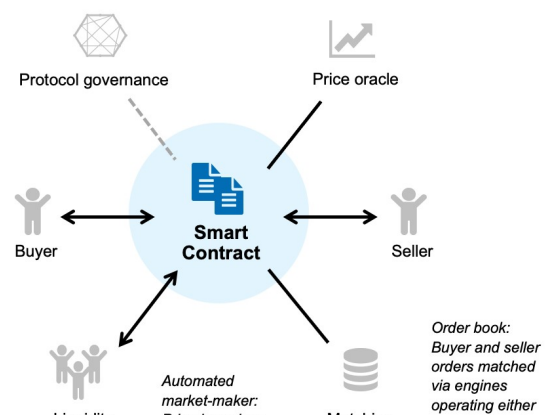 Protocol governance
Price oracle
Smart
Contract
Buyer
Seller
Order book:
Buyer and seller
orders matched
via engines
operating either
Automated
market-maker: